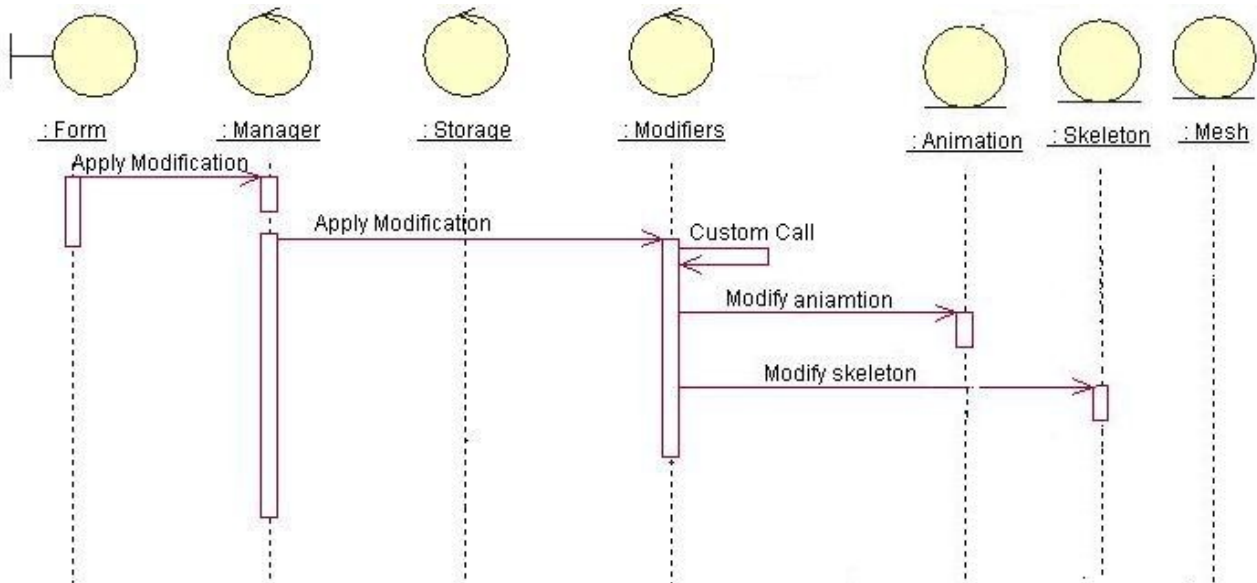 : Form
: Manager
: Storage
: Modifiers
: Animation
: Skeleton
: Mesh
Apply Modification
Apply Modification
Custom Call
Modify aniamtion
Modify skeleton